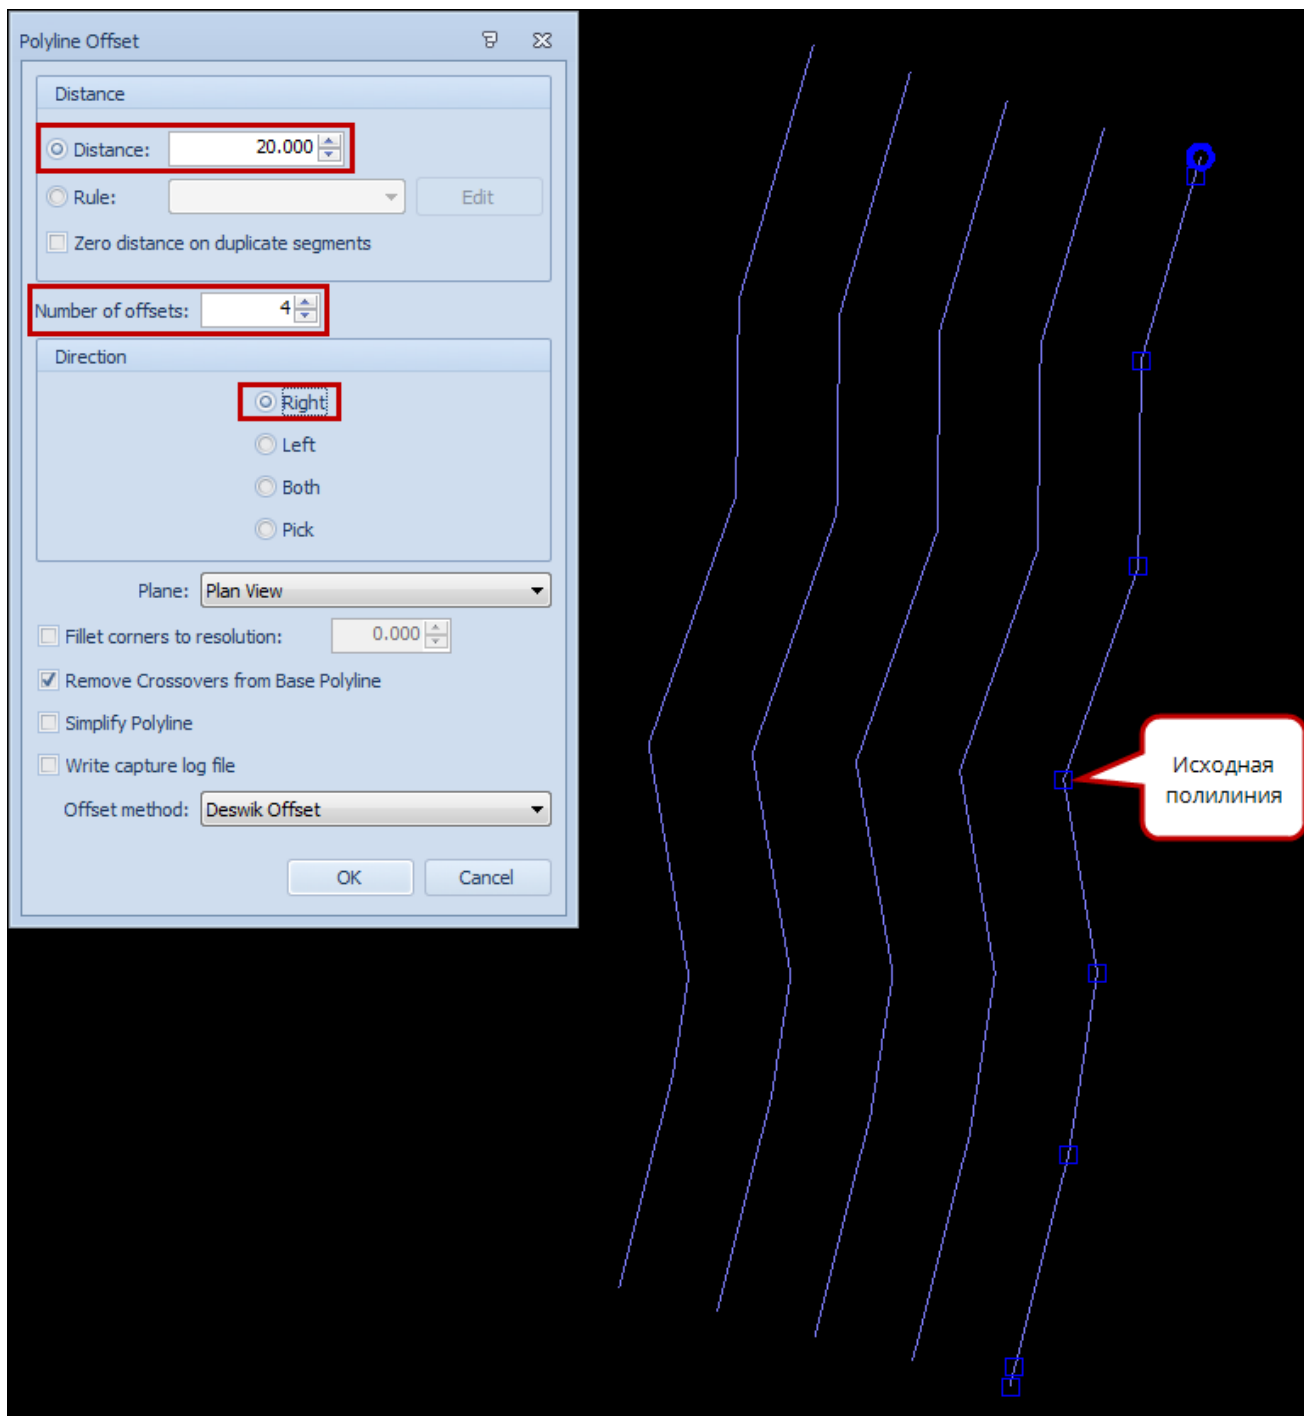 Polyline Offset
Distance
Distance: 20.000
Rule: Edit
Zero distance on duplicate segments
Number of offsets: 4
Direction
Right
Left
Both
Pick
Plane: Plan View
Fillet corners to resolution: 0.000
Remove Crossovers from Base Polyline
Simplify Polyline
Write capture log file
Offset method: Deswik Offset
OK Cancel
Исходная
полилиния